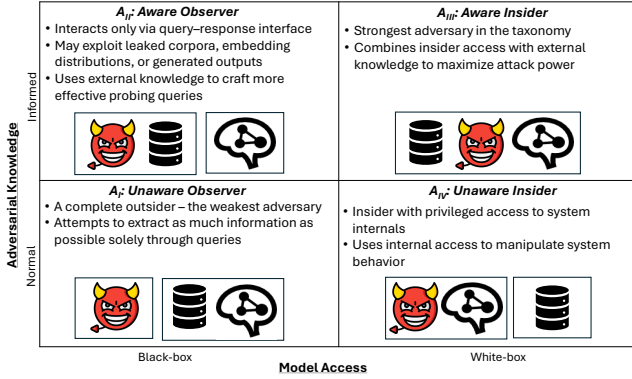 A_II: Aware Observer
• Interacts only via query–response interface
• May exploit leaked corpora, embedding
distributions, or generated outputs
• Uses external knowledge to craft more
effective probing queries
A_III: Aware Insider
• Strongest adversary in the taxonomy
• Combines insider access with external
knowledge to maximize attack power
Adversarial Knowledge
Informed
Normal
A_I: Unaware Observer
• A complete outsider – the weakest adversary
• Attempts to extract as much information as
possible solely through queries
A_IV: Unaware Insider
• Insider with privileged access to system
internals
• Uses internal access to manipulate system
behavior
Black-box
White-box
Model Access